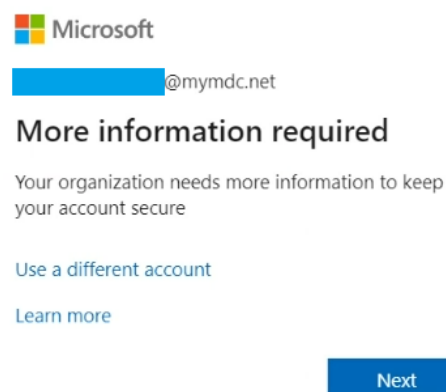 Microsoft
@mymdc.net
More information required
Your organization needs more information to keep
your account secure
Use a different account
Learn more
Next